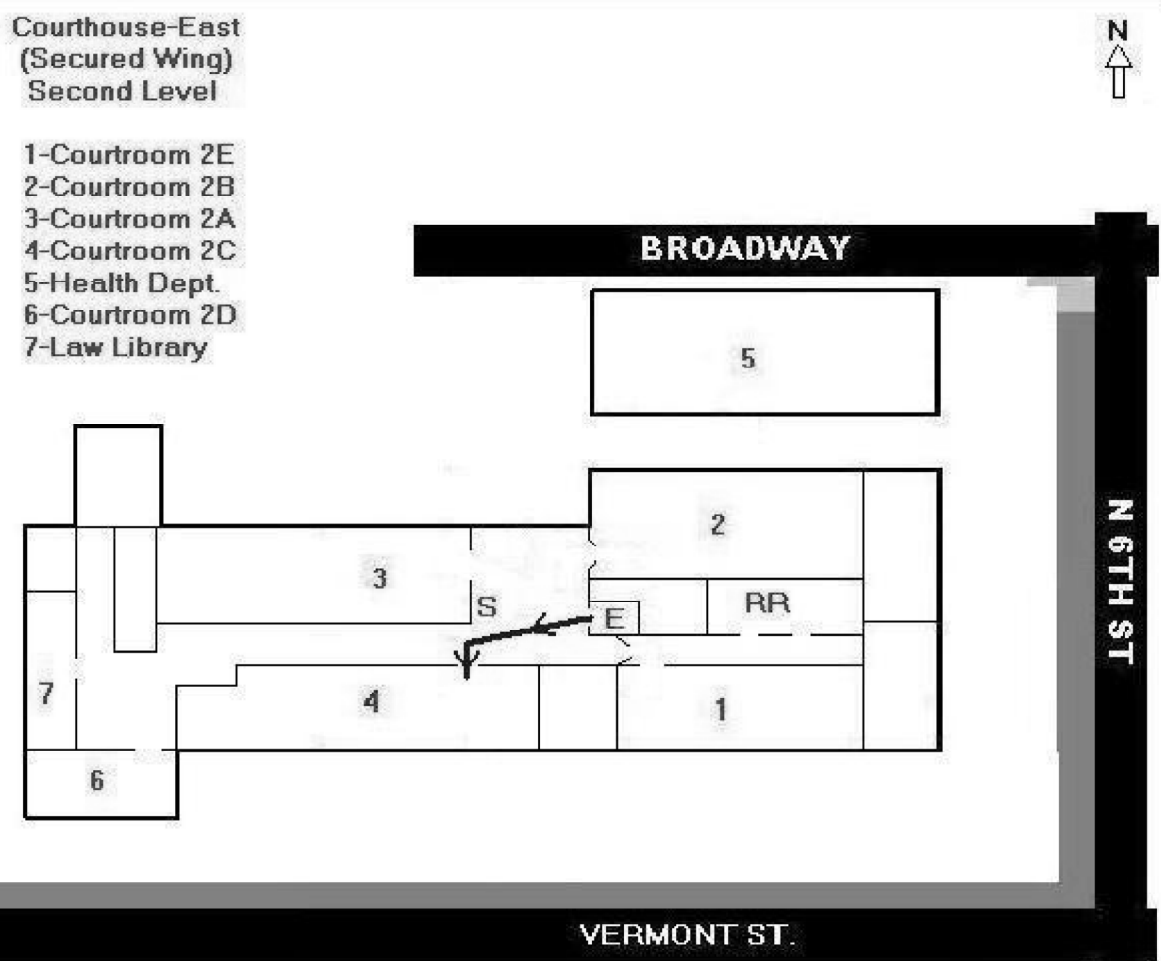 Courthouse-East
(Secured Wing)
Second Level
N
1-Courtroom 2E
2-Courtroom 2B
3-Courtroom 2A
4-Courtroom 2C
5-Health Dept.
6-Courtroom 2D
7-Law Library
BROADWAY
5
2
N 6TH ST
3
S
E
RR
7
4
1
6
VERMONT ST.